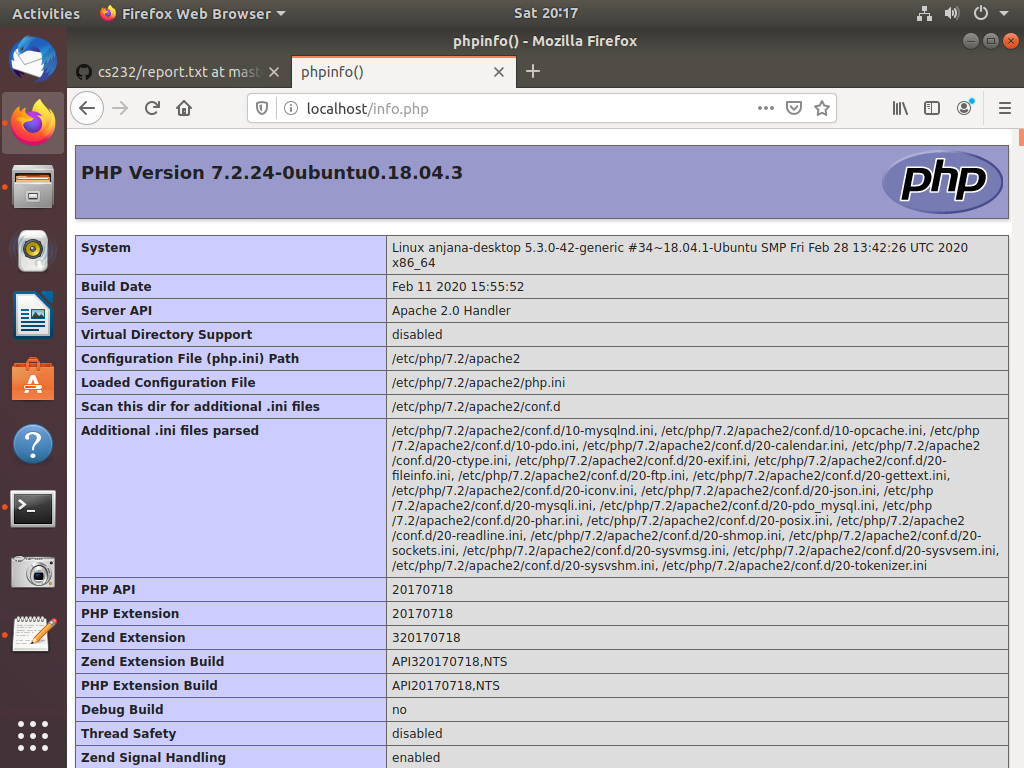 Activities Firefox Web Browser Sat 20:17
phpinfo() - Mozilla Firefox
cs232/report.txt at mast phpinfo()
localhost/info.php
PHP Version 7.2.24-0ubuntu0.18.04.3 php
System Linux anjana-desktop 5.3.0-42-generic #34~18.04.1-Ubuntu SMP Fri Feb 28 13:42:26 UTC 2020
x86_64
Build Date Feb 11 2020 15:55:52
Server API Apache 2.0 Handler
Virtual Directory Support disabled
Configuration File (php.ini) Path /etc/php/7.2/apache2
Loaded Configuration File /etc/php/7.2/apache2/php.ini
Scan this dir for additional .ini files /etc/php/7.2/apache2/conf.d
Additional .ini files parsed /etc/php/7.2/apache2/conf.d/10-mysqlnd.ini, /etc/php/7.2/apache2/conf.d/10-opcache.ini, /etc/php
/7.2/apache2/conf.d/10-pdo.ini, /etc/php/7.2/apache2/conf.d/20-calendar.ini, /etc/php/7.2/apache2
/conf.d/20-ctype.ini, /etc/php/7.2/apache2/conf.d/20-exif.ini, /etc/php/7.2/apache2/conf.d/20-
fileinfo.ini, /etc/php/7.2/apache2/conf.d/20-ftp.ini, /etc/php/7.2/apache2/conf.d/20-gettext.ini,
/etc/php/7.2/apache2/conf.d/20-iconv.ini, /etc/php/7.2/apache2/conf.d/20-json.ini, /etc/php
/7.2/apache2/conf.d/20-mysqli.ini, /etc/php/7.2/apache2/conf.d/20-pdo_mysql.ini, /etc/php
/7.2/apache2/conf.d/20-phar.ini, /etc/php/7.2/apache2/conf.d/20-posix.ini, /etc/php/7.2/apache2
/conf.d/20-readline.ini, /etc/php/7.2/apache2/conf.d/20-shmop.ini, /etc/php/7.2/apache2/conf.d/20-
sockets.ini, /etc/php/7.2/apache2/conf.d/20-sysvmsg.ini, /etc/php/7.2/apache2/conf.d/20-sysvsem.ini,
/etc/php/7.2/apache2/conf.d/20-sysvshm.ini, /etc/php/7.2/apache2/conf.d/20-tokenizer.ini
PHP API 20170718
PHP Extension 20170718
Zend Extension 320170718
Zend Extension Build API320170718,NTS
PHP Extension Build API20170718,NTS
Debug Build no
Thread Safety disabled
Zend Signal Handling enabled